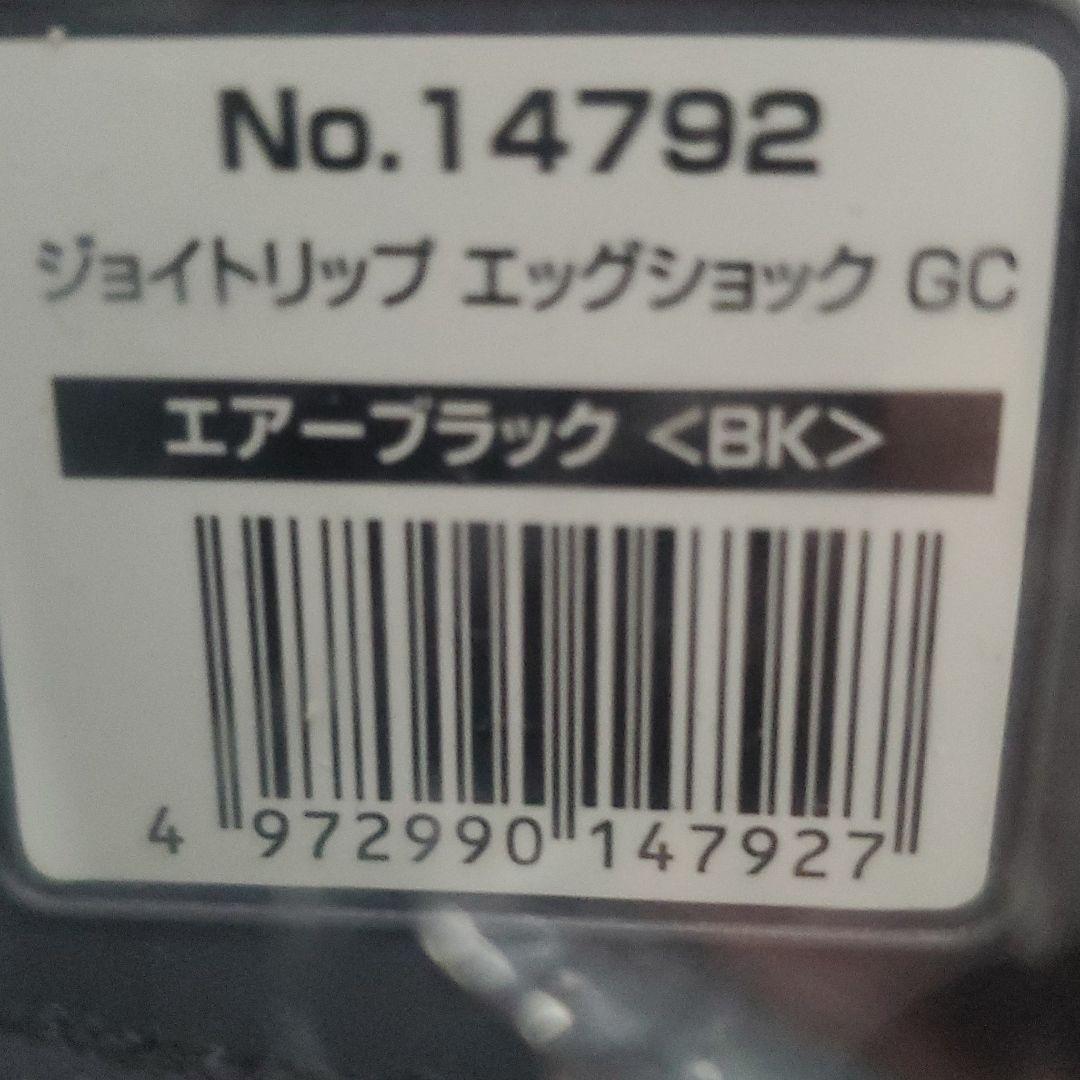 No.14792
ジョイトリップ エッグショック GC
エアーブラック <BK>
4 972990 147927